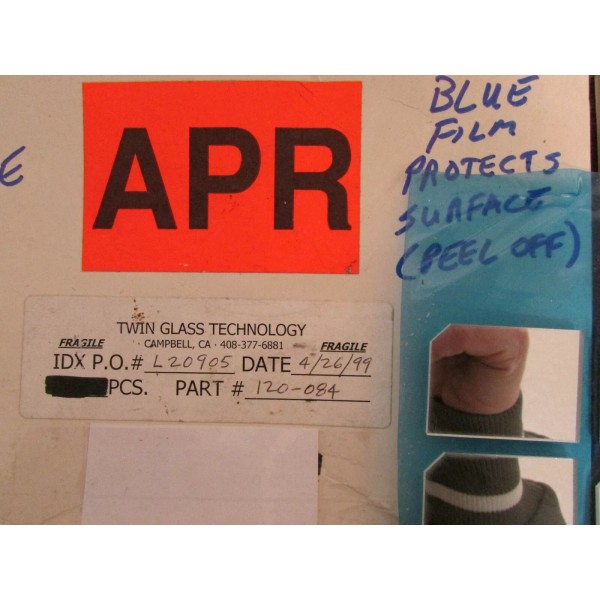 BLUE
FILM
PROTECTS
SURFACE
(PEEL OFF)
E
APR
TWIN GLASS TECHNOLOGY
FRAGILE CAMPBELL, CA · 408-377-6881 FRAGILE
IDX P.O.# L20905 DATE 4/26/99
PCS. PART # 120-084